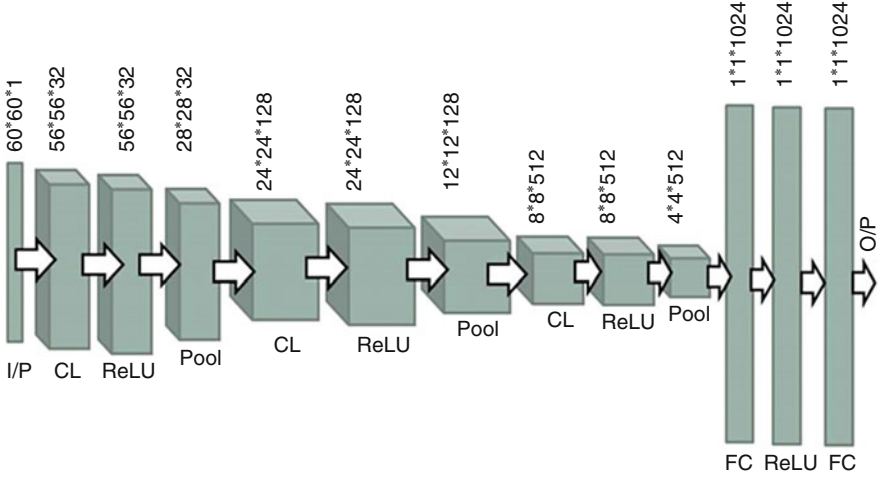 60*60*1
56*56*32
56*56*32
28*28*32
24*24*128
24*24*128
12*12*128
8*8*512
8*8*512
4*4*512
1*1*1024
1*1*1024
1*1*1024
O/P
I/P
CL
ReLU
Pool
CL
ReLU
Pool
CL
ReLU
Pool
FC
ReLU
FC